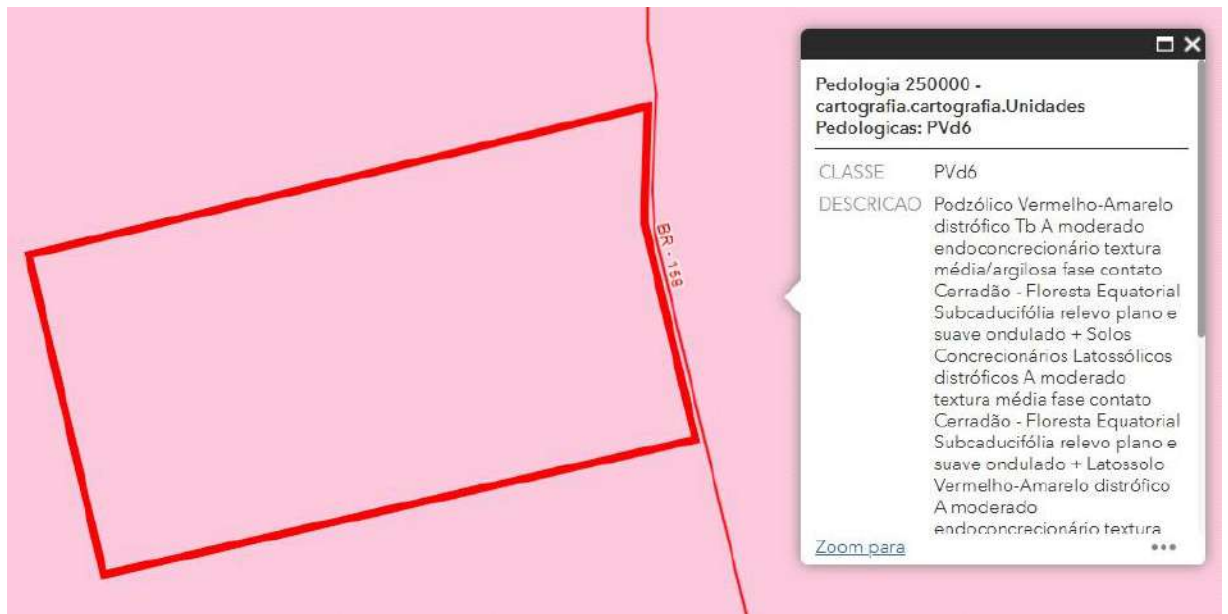 Pedologia 250000 -
cartografia.cartografia.Unidades
Pedologicas: PVd6
CLASSE PVd6
DESCRICAO Podzólico Vermelho-Amarelo
distrófico Tb A moderado
endoconcrecionário textura
média/argilosa fase contato
Cerradão - Floresta Equatorial
Subcaducifólia relevo plano e
suave ondulado + Solos
Concrecionários Latossólicos
distróficos A moderado
textura média fase contato
Cerradão - Floresta Equatorial
Subcaducifólia relevo plano e
suave ondulado + Latossolo
Vermelho-Amarelo distrófico
A moderado
endoconcrecionário textura
Zoom para
BR - 158